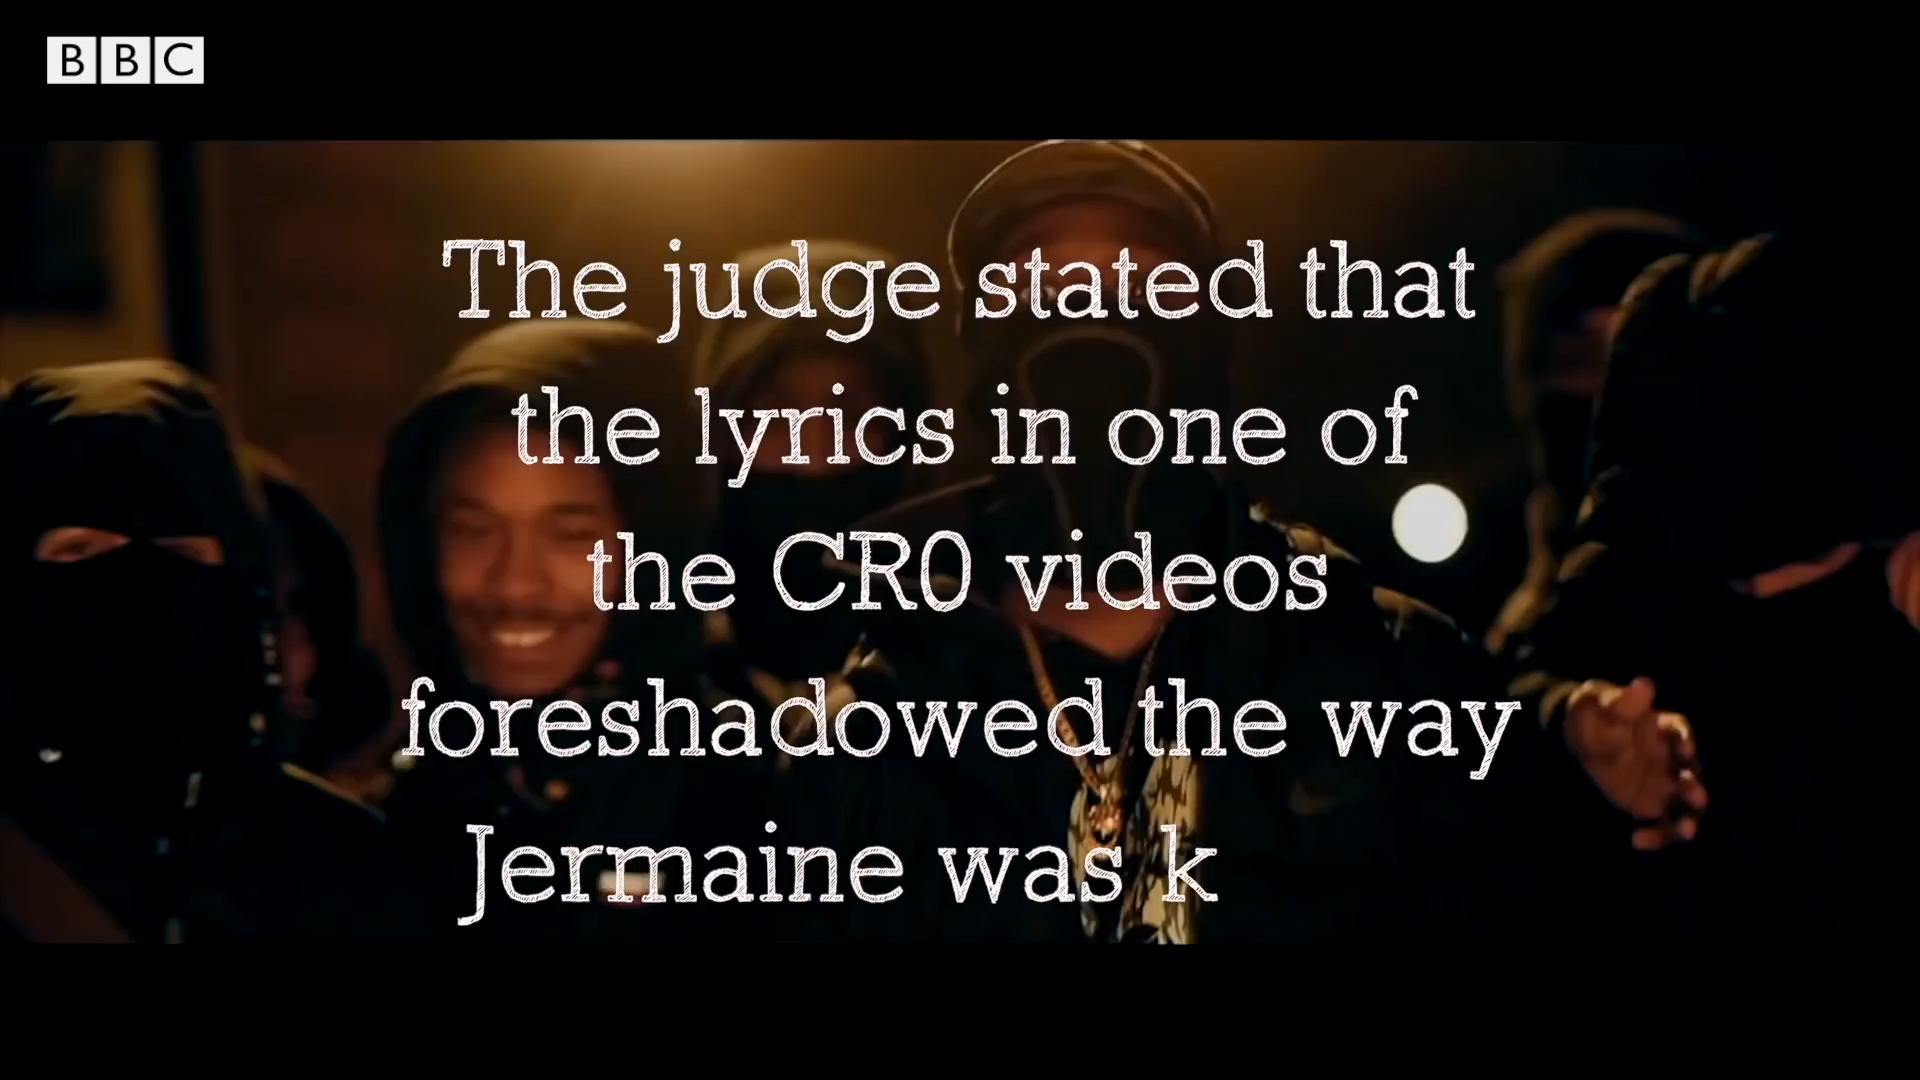 BBC
The judge stated that
the lyrics in one of
the CR0 videos
foreshadowed the way
Jermaine was k